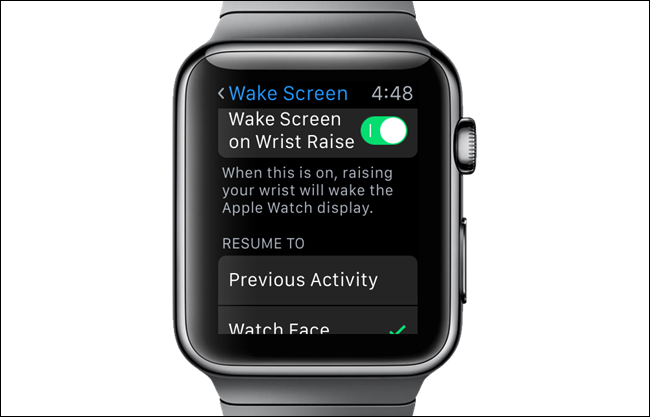 Wake Screen 4:48
Wake Screen
on Wrist Raise
When this is on, raising
your wrist will wake the
Apple Watch display.
RESUME TO
Previous Activity
Watch Face